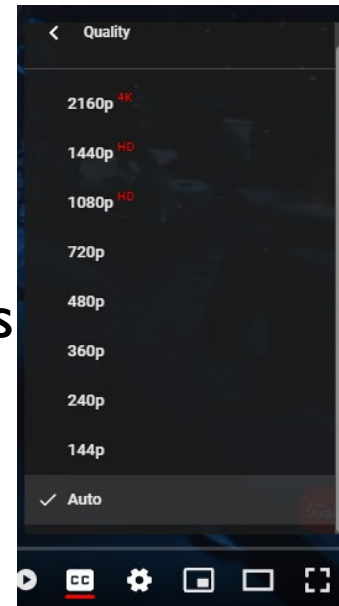 Quality
2160p 4K
1440p HD
1080p HD
720p
480p
s
360p
240p
144p
Auto
CC